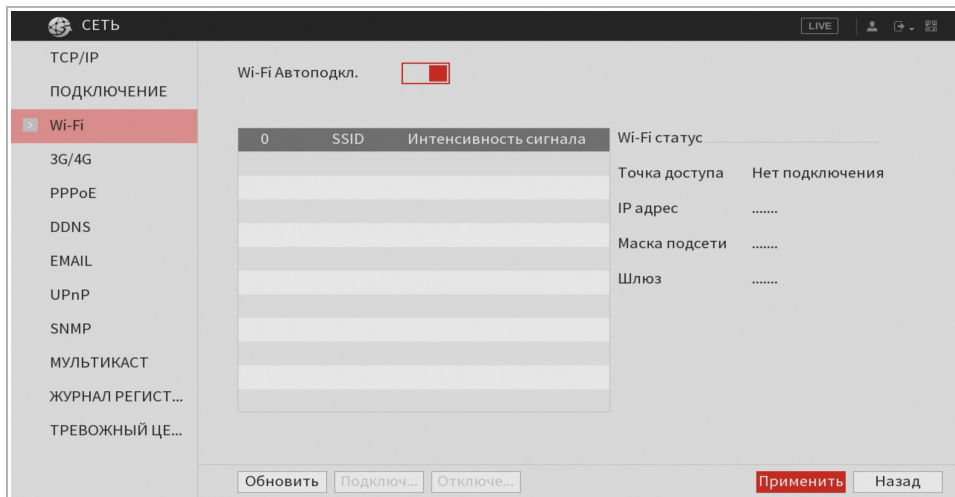 СЕТЬ
LIVE
TCP/IP
ПОДКЛЮЧЕНИЕ
Wi-Fi
3G/4G
PPPoE
DDNS
EMAIL
UPnP
SNMP
МУЛЬТИКАСТ
ЖУРНАЛ РЕГИСТ...
ТРЕВОЖНЫЙ ЦЕ...
Wi-Fi Автоподкл.
0 SSID Интенсивность сигнала
Wi-Fi статус
Точка доступа Нет подключения
IP адрес .......
Маска подсети .......
Шлюз .......
Обновить Подключ... Отключе... Применить Назад